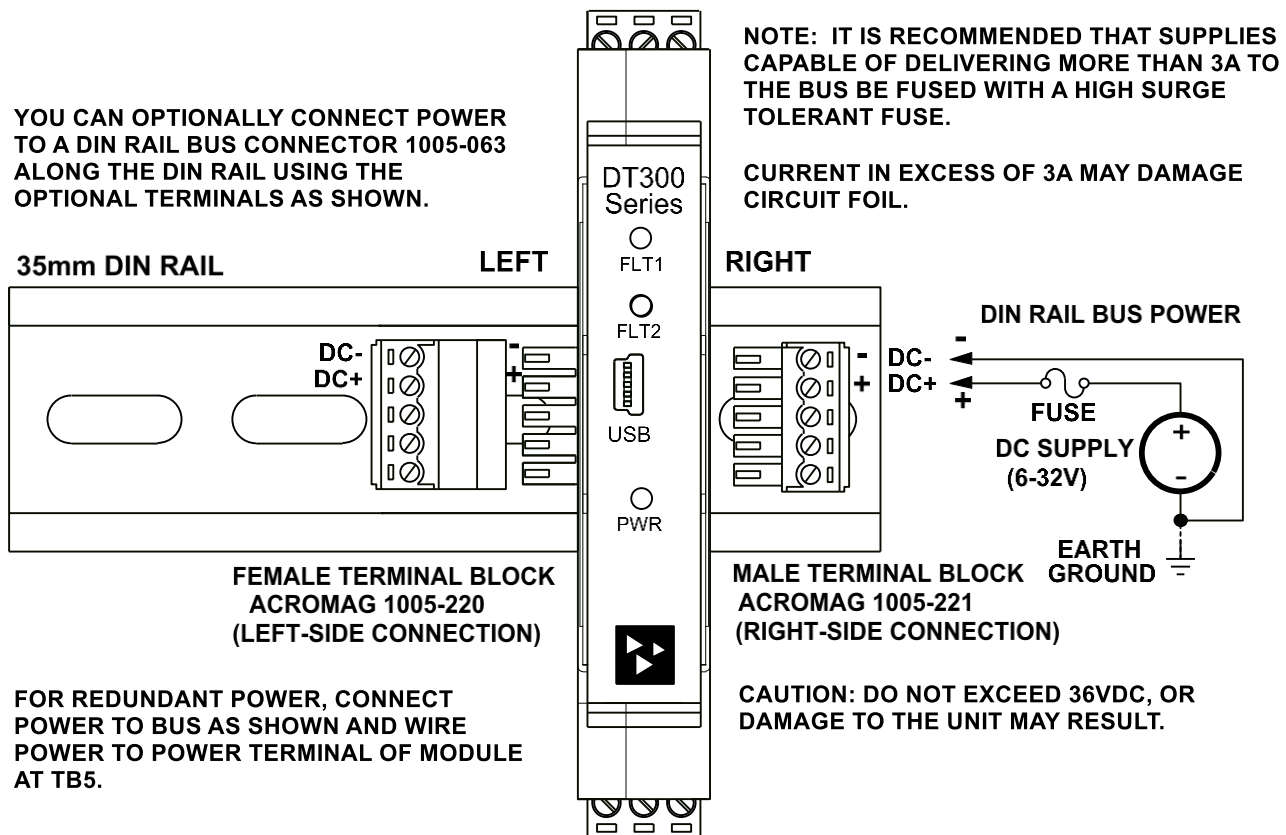 NOTE: IT IS RECOMMENDED THAT SUPPLIES
CAPABLE OF DELIVERING MORE THAN 3A TO
THE BUS BE FUSED WITH A HIGH SURGE
TOLERANT FUSE.
YOU CAN OPTIONALLY CONNECT POWER
TO A DIN RAIL BUS CONNECTOR 1005-063
ALONG THE DIN RAIL USING THE
OPTIONAL TERMINALS AS SHOWN.
CURRENT IN EXCESS OF 3A MAY DAMAGE
CIRCUIT FOIL.
DT300
Series
FLT1
FLT2
USB
PWR
35mm DIN RAIL
LEFT
RIGHT
DC-
DC+
-
+
-
+
DC-
DC+
DIN RAIL BUS POWER
-
+
FUSE
DC SUPPLY
(6-32V)
+
-
EARTH
GROUND
FEMALE TERMINAL BLOCK
ACROMAG 1005-220
(LEFT-SIDE CONNECTION)
MALE TERMINAL BLOCK
ACROMAG 1005-221
(RIGHT-SIDE CONNECTION)
FOR REDUNDANT POWER, CONNECT
POWER TO BUS AS SHOWN AND WIRE
POWER TO POWER TERMINAL OF MODULE
AT TB5.
CAUTION: DO NOT EXCEED 36VDC, OR
DAMAGE TO THE UNIT MAY RESULT.